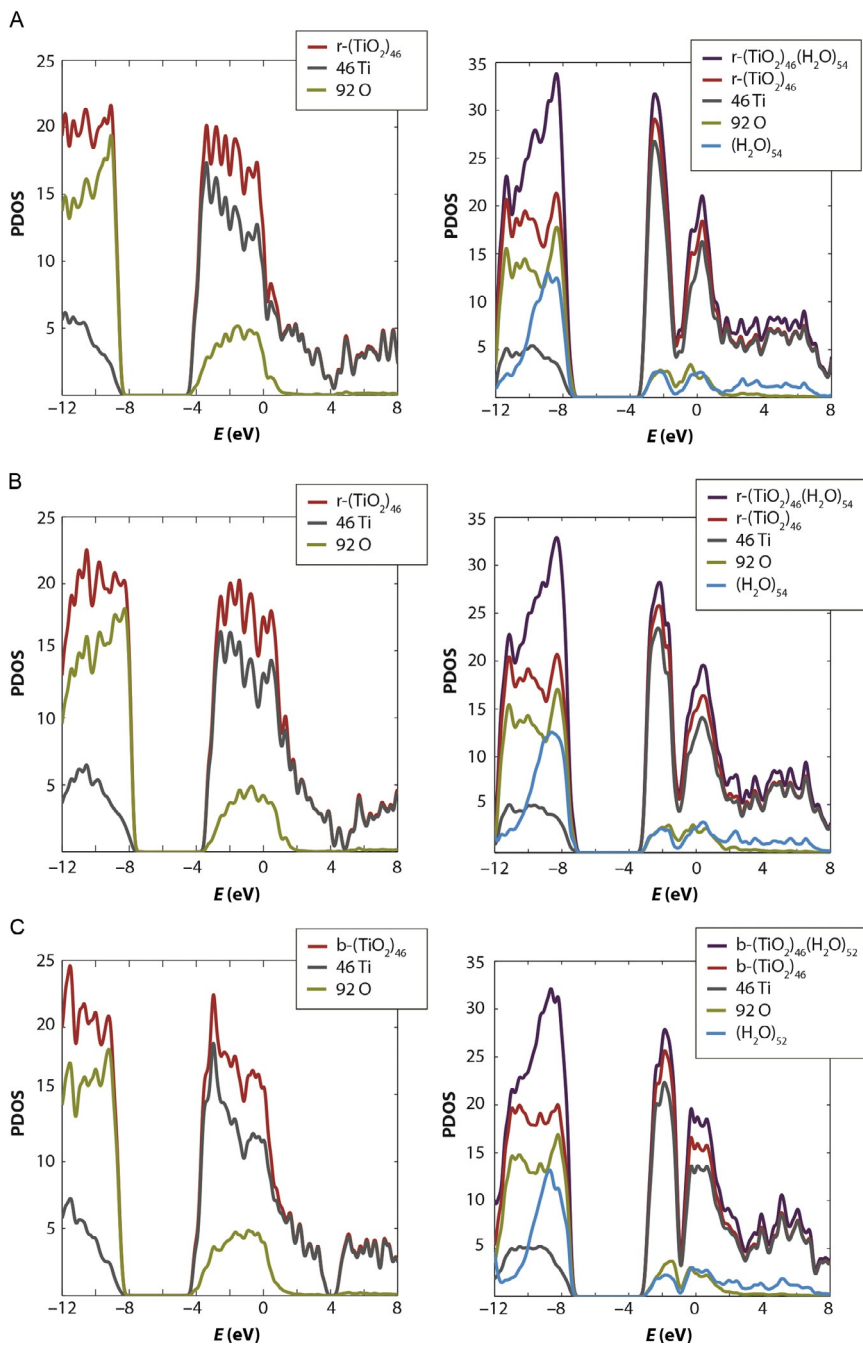 A
r-(TiO₂)₄₆
46 Ti
92 O
PDOS
25
20
15
10
5
−12
−8
−4
0
4
8
E (eV)
r-(TiO₂)₄₆(H₂O)₅₄
r-(TiO₂)₄₆
46 Ti
92 O
(H₂O)₅₄
PDOS
35
30
25
20
15
10
5
−12
−8
−4
0
4
8
E (eV)
B
r-(TiO₂)₄₆
46 Ti
92 O
PDOS
25
20
15
10
5
−12
−8
−4
0
4
8
E (eV)
r-(TiO₂)₄₆(H₂O)₅₄
r-(TiO₂)₄₆
46 Ti
92 O
(H₂O)₅₄
PDOS
35
30
25
20
15
10
5
−12
−8
−4
0
4
8
E (eV)
C
b-(TiO₂)₄₆
46 Ti
92 O
PDOS
25
20
15
10
5
−12
−8
−4
0
4
8
E (eV)
b-(TiO₂)₄₆(H₂O)₅₂
b-(TiO₂)₄₆
46 Ti
92 O
(H₂O)₅₂
PDOS
35
30
25
20
15
10
5
−12
−8
−4
0
4
8
E (eV)